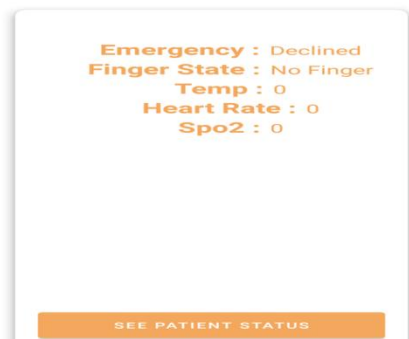 Emergency : Declined
Finger State : No Finger
Temp : 0
Heart Rate : 0
Spo2 : 0
SEE PATIENT STATUS